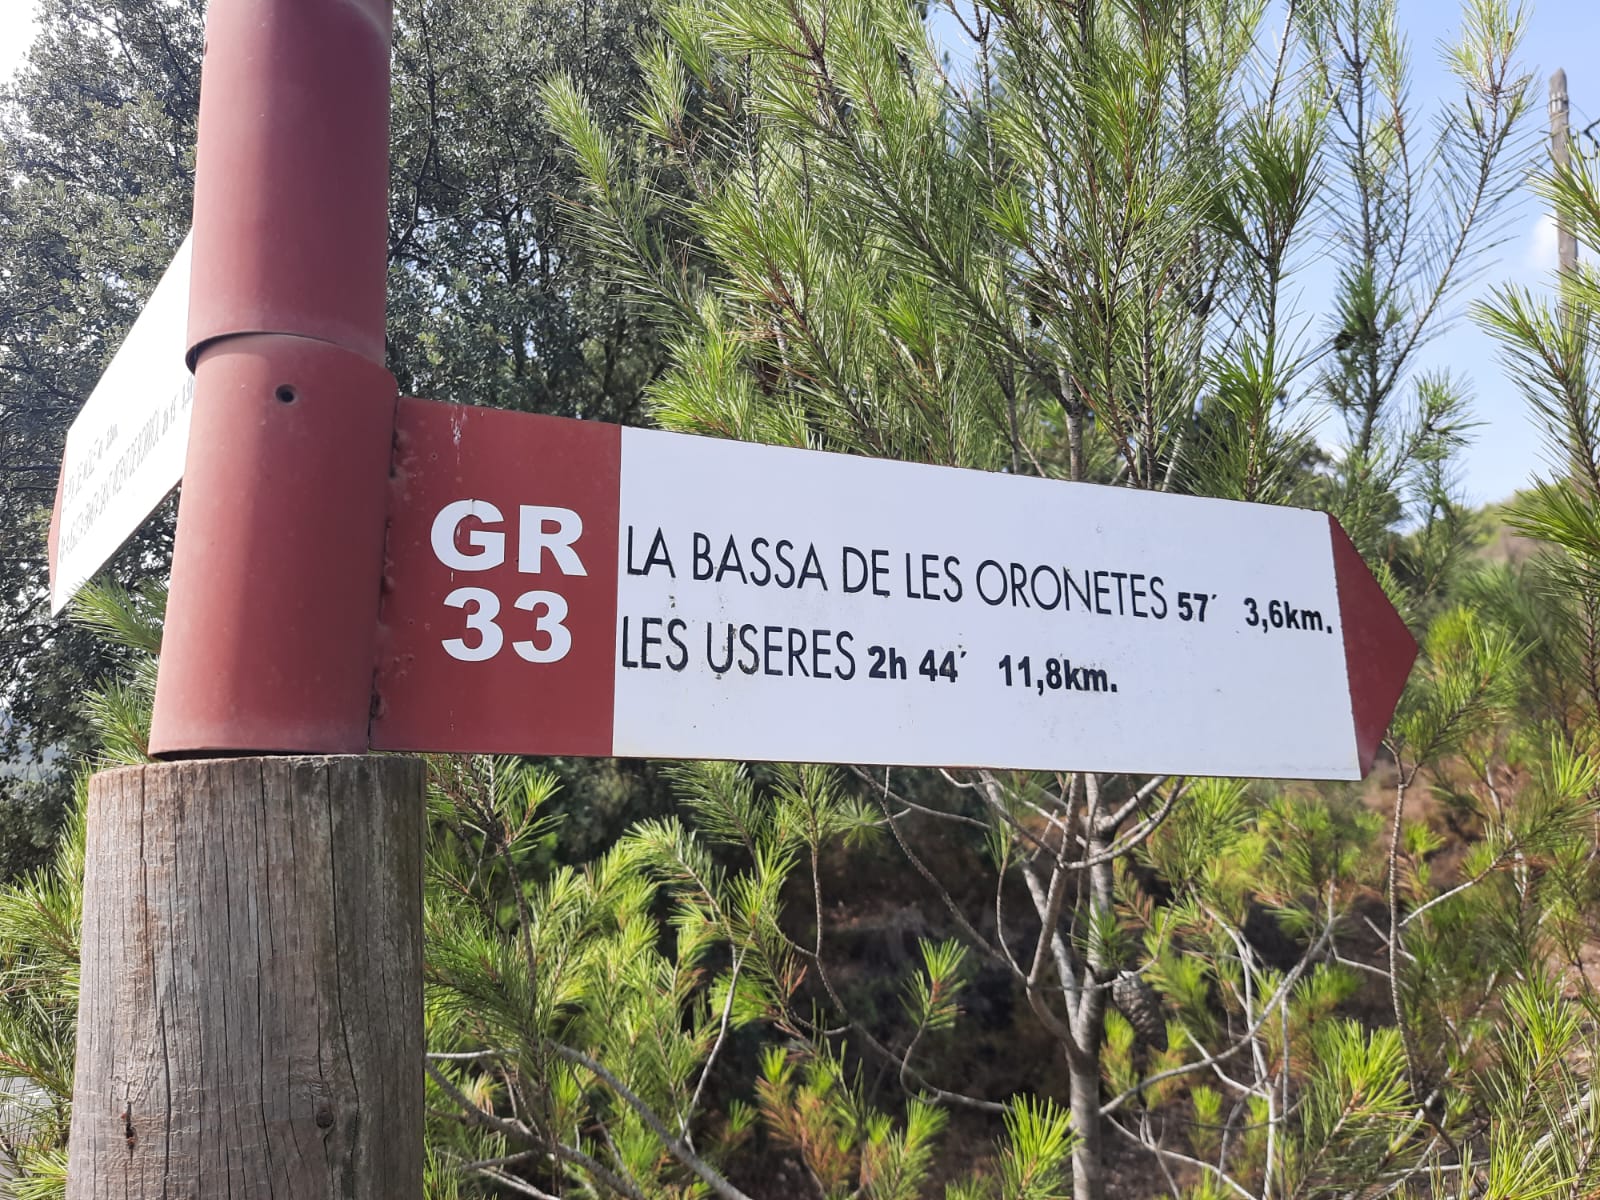 GR
33
LA BASSA DE LES ORONETES 57´ 3,6km.
LES USERES 2h 44´ 11,8km.